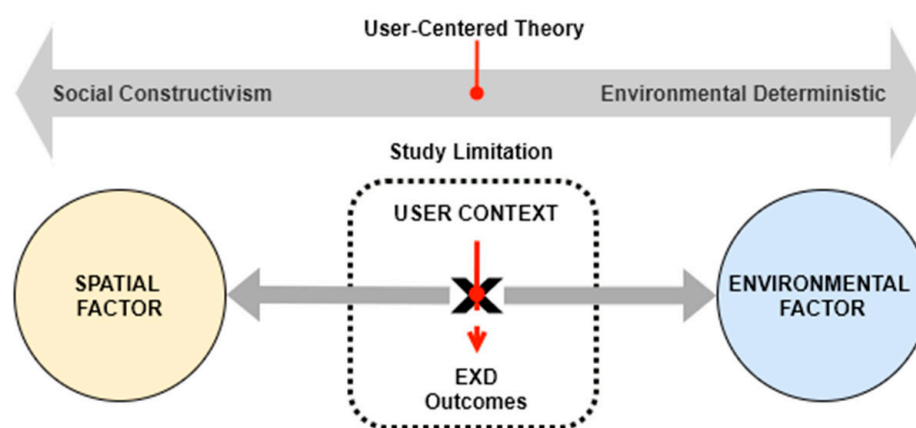 User-Centered Theory
Social Constructivism
Environmental Deterministic
Study Limitation
USER CONTEXT
SPATIAL
FACTOR
ENVIRONMENTAL
FACTOR
EXD
Outcomes